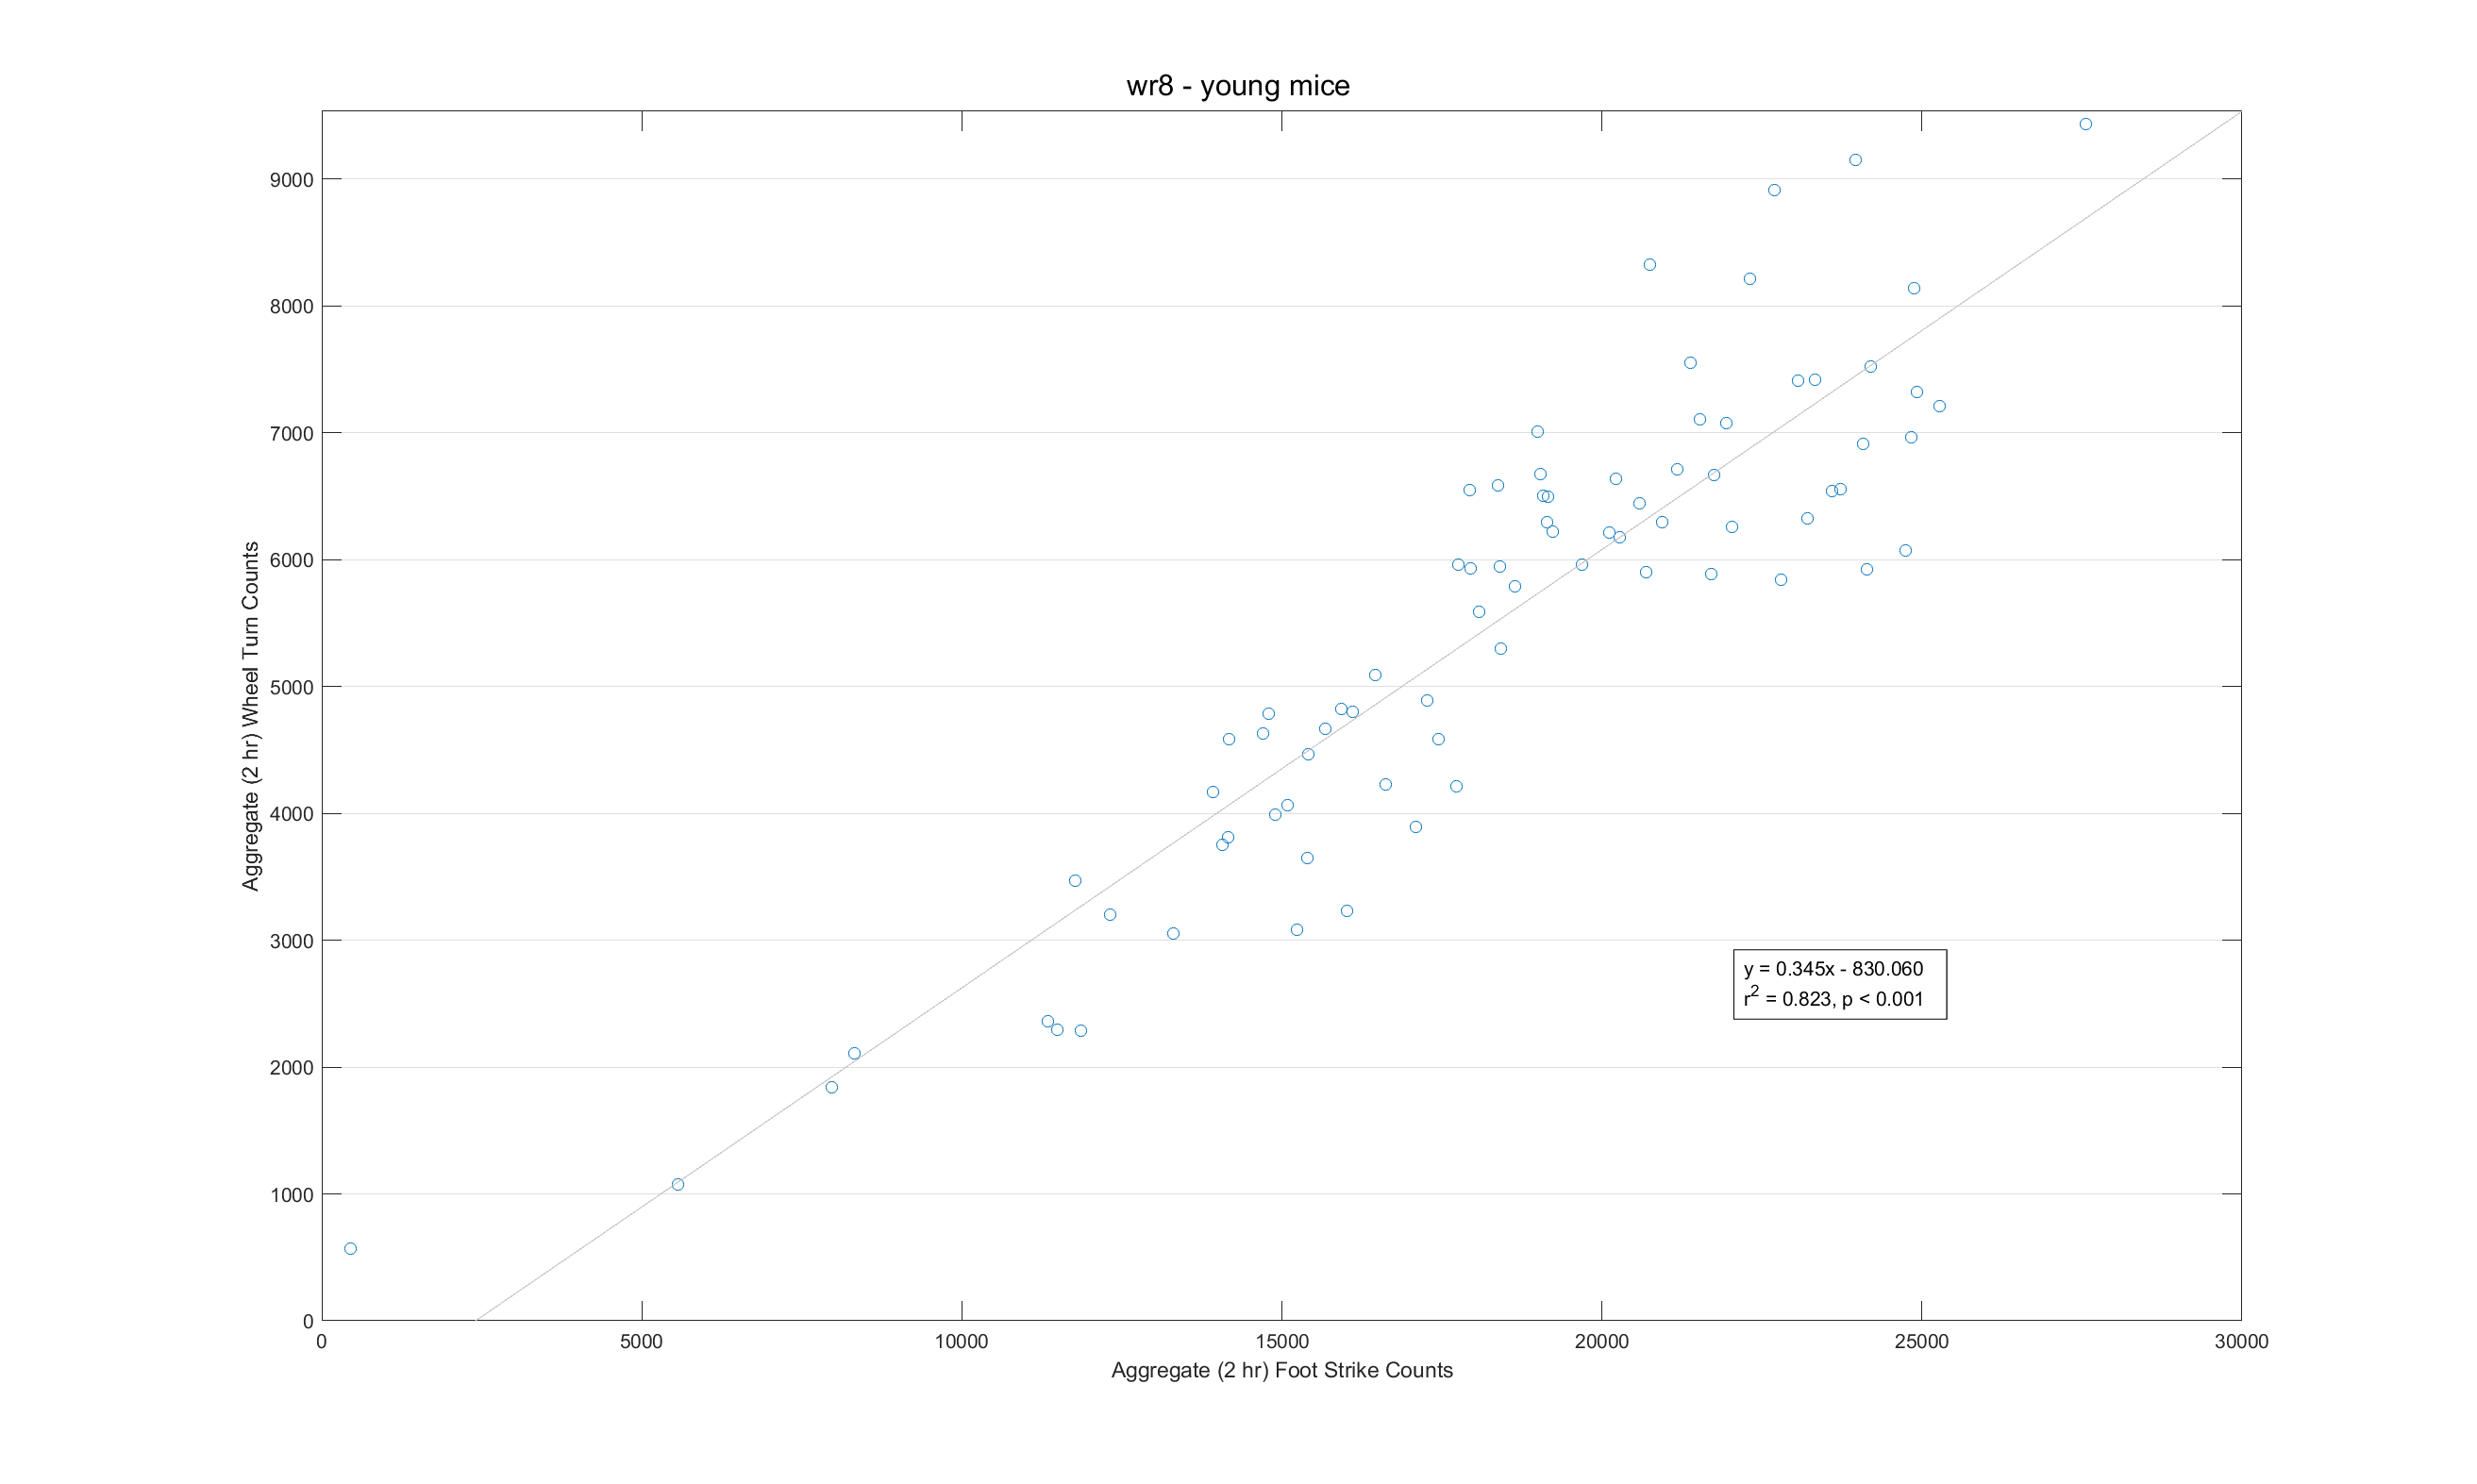 wr8 - young mice
9000
8000
7000
6000
5000
4000
3000
2000
1000
0
Aggregate (2 hr) Wheel Turn Counts
y = 0.345x - 830.060
r² = 0.823, p < 0.001
0 5000 10000 15000 20000 25000 30000
Aggregate (2 hr) Foot Strike Counts